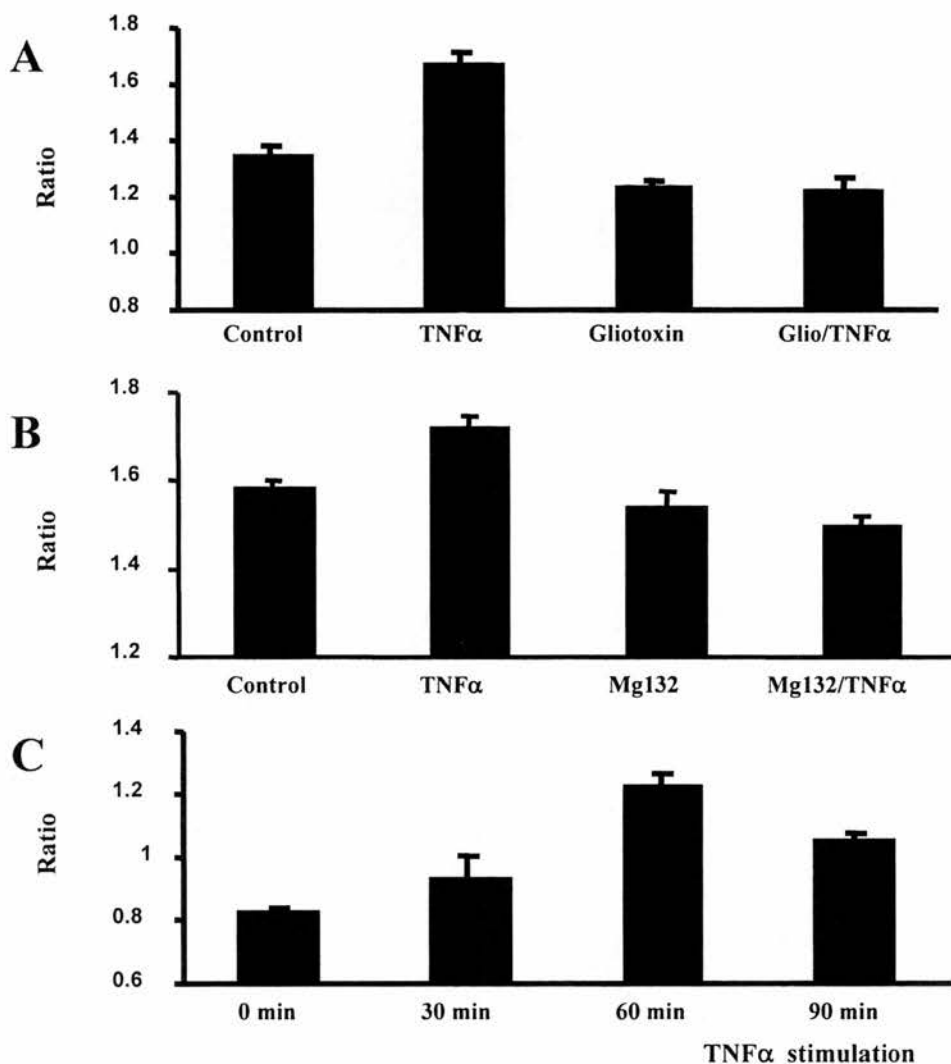 A
Ratio
1.8
1.6
1.4
1.2
1.0
0.8
Control TNFα Gliotoxin Glio/TNFα
B
Ratio
1.8
1.6
1.4
1.2
Control TNFα Mg132 Mg132/TNFα
C
Ratio
1.4
1.2
1
0.8
0.6
0 min 30 min 60 min 90 min
TNFα stimulation